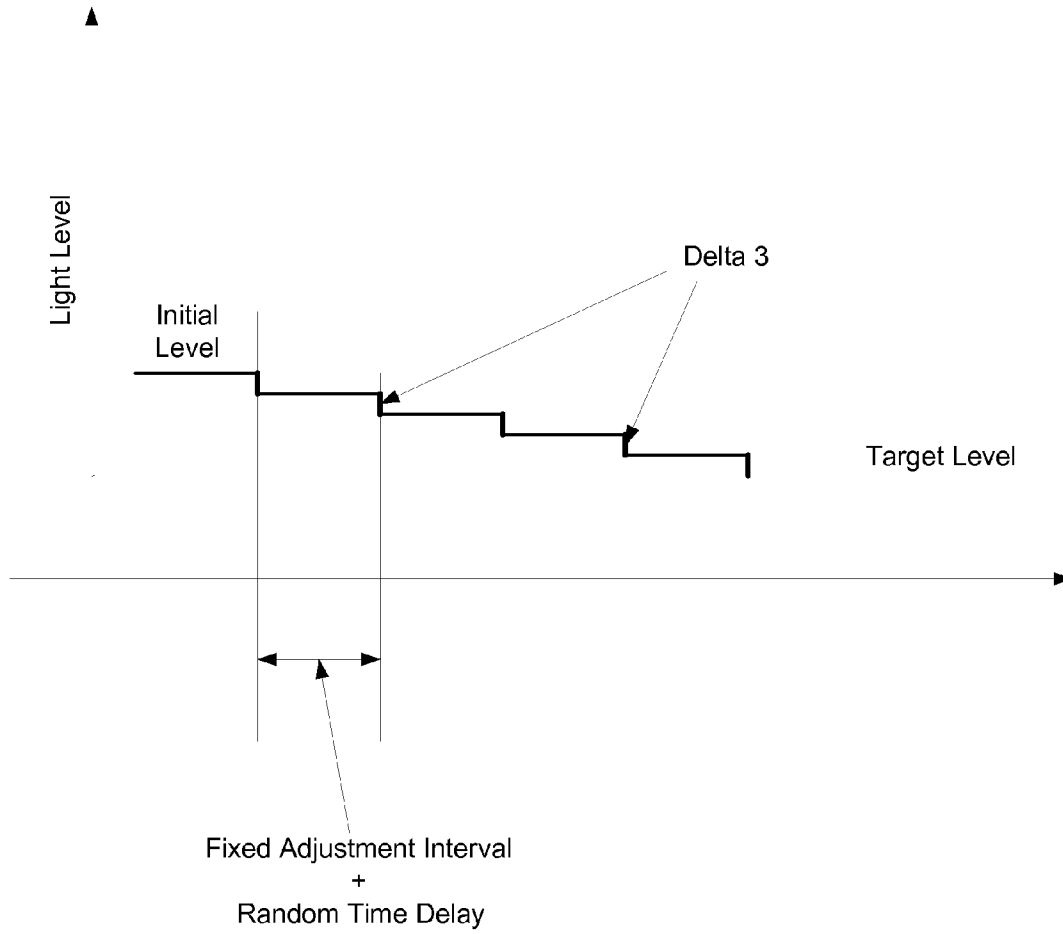 Light Level
Delta 3
Initial
Level
Target Level
Fixed Adjustment Interval
+
Random Time Delay